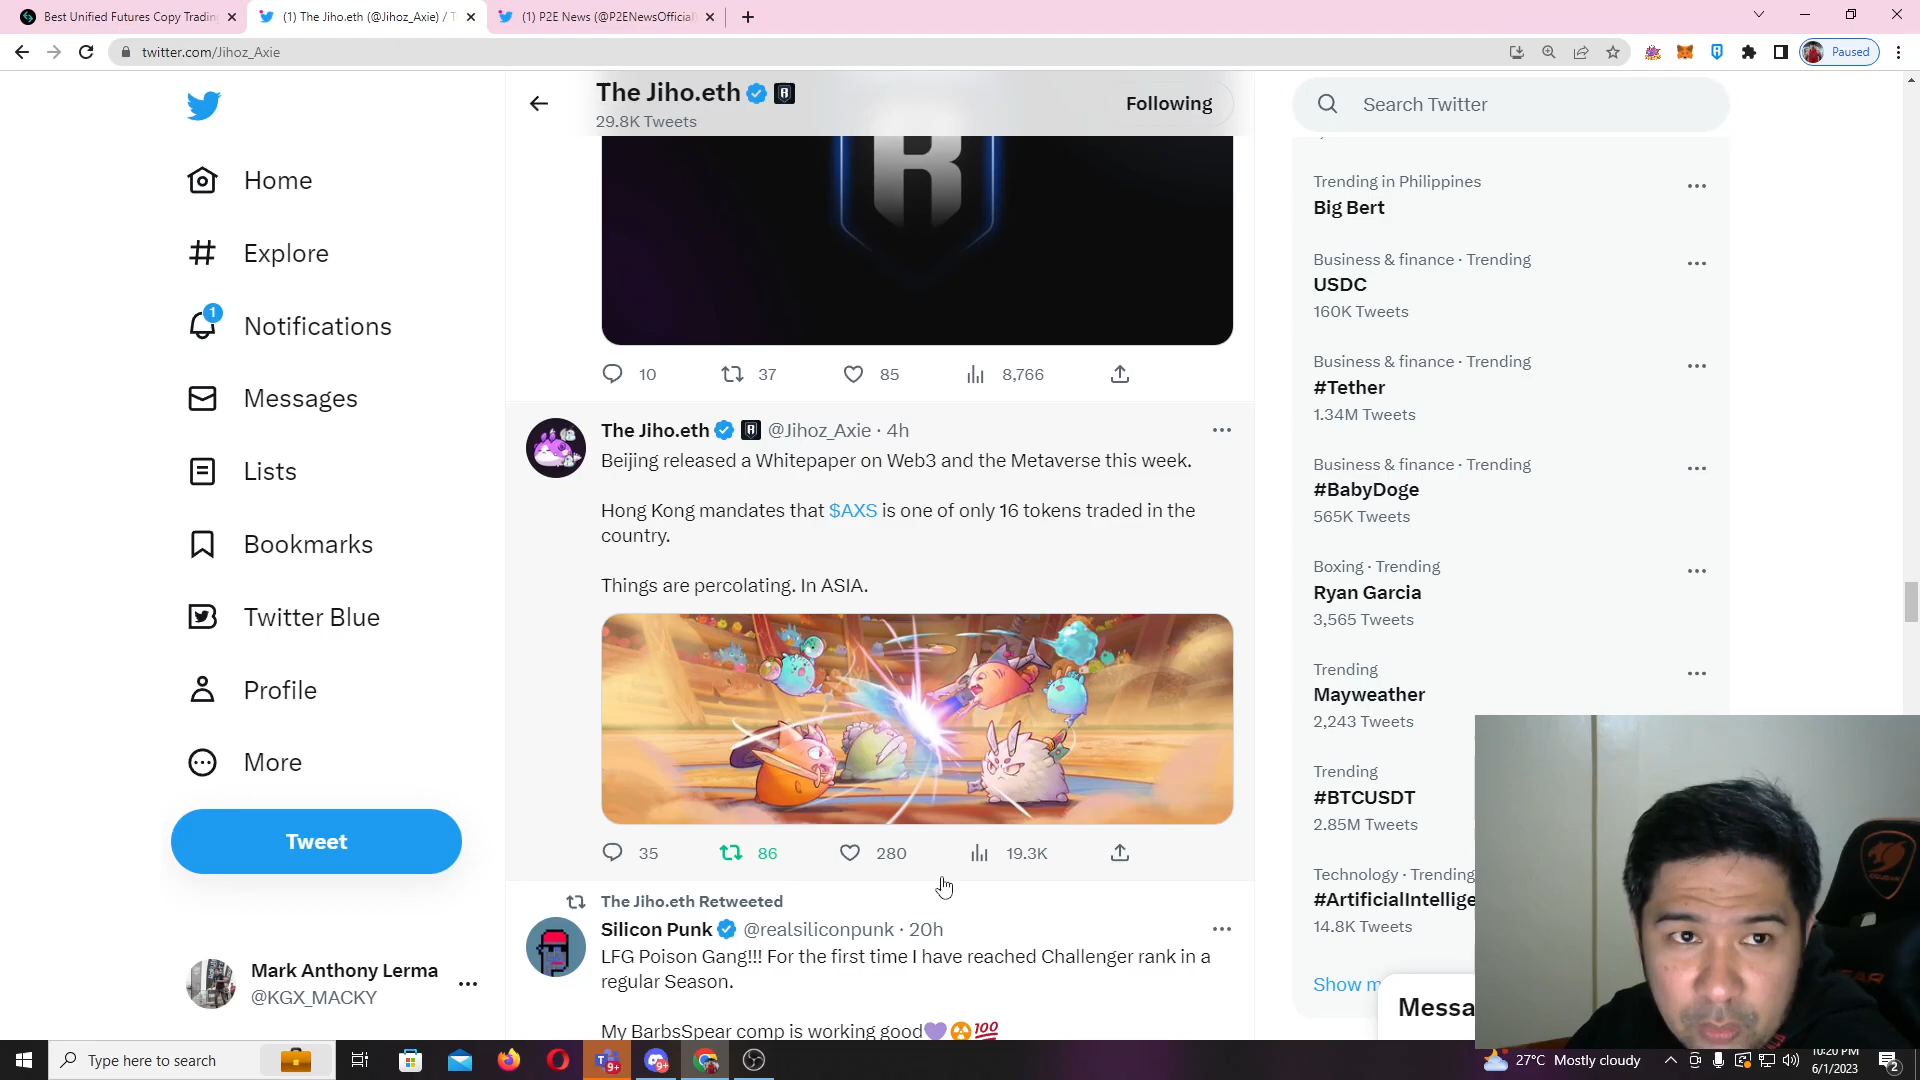 Best Unified Futures Copy Tradin
(1) The Jiho.eth (@Jihoz_Axie) / T
(1) P2E News (@P2ENewsOfficial)
twitter.com/Jihoz_Axie
Paused
The Jiho.eth
29.8K Tweets
Following
Search Twitter
Home
Explore
1
Notifications
Messages
Lists
Bookmarks
Twitter Blue
Profile
More
Tweet
Mark Anthony Lerma
@KGX_MACKY
10
37
85
8,766
The Jiho.eth @Jihoz_Axie · 4h
Beijing released a Whitepaper on Web3 and the Metaverse this week.
Hong Kong mandates that $AXS is one of only 16 tokens traded in the
country.
Things are percolating. In ASIA.
35
86
280
19.3K
The Jiho.eth Retweeted
Silicon Punk @realsiliconpunk · 20h
LFG Poison Gang!!! For the first time I have reached Challenger rank in a
regular Season.
My BarbsSpear comp is working good💜☢️💯
Trending in Philippines
Big Bert
Business & finance · Trending
USDC
160K Tweets
Business & finance · Trending
#Tether
1.34M Tweets
Business & finance · Trending
#BabyDoge
565K Tweets
Boxing · Trending
Ryan Garcia
3,565 Tweets
Trending
Mayweather
2,243 Tweets
Trending
#BTCUSDT
2.85M Tweets
Technology · Trending
#ArtificialIntellige
14.8K Tweets
Show m
Messa
Type here to search
9+
9+
27°C Mostly cloudy
10:20 PM
6/1/2023
2